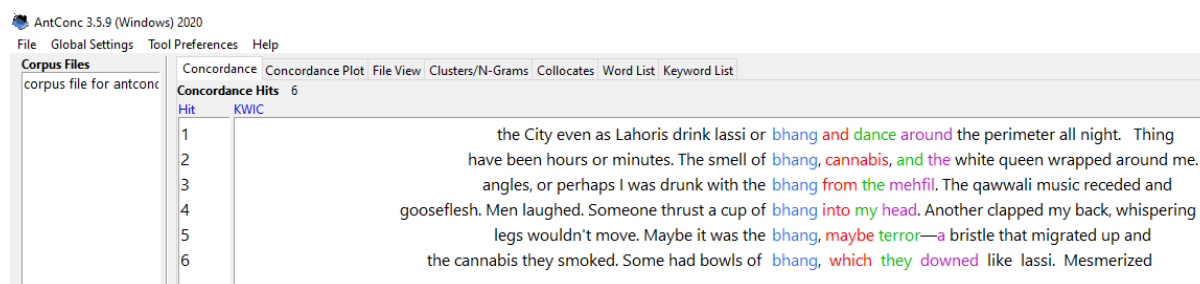 AntConc 3.5.9 (Windows) 2020
File Global Settings Tool Preferences Help
Corpus Files
corpus file for antconc
Concordance Concordance Plot File View Clusters/N-Grams Collocates Word List Keyword List
Concordance Hits 6
Hit KWIC
1 the City even as Lahoris drink lassi or bhang and dance around the perimeter all night. Thing
2 have been hours or minutes. The smell of bhang, cannabis, and the white queen wrapped around me.
3 angles, or perhaps I was drunk with the bhang from the mehfil. The qawwali music receded and
4 gooseflesh. Men laughed. Someone thrust a cup of bhang into my head. Another clapped my back, whispering
5 legs wouldn't move. Maybe it was the bhang, maybe terror—a bristle that migrated up and
6 the cannabis they smoked. Some had bowls of bhang, which they downed like lassi. Mesmerized